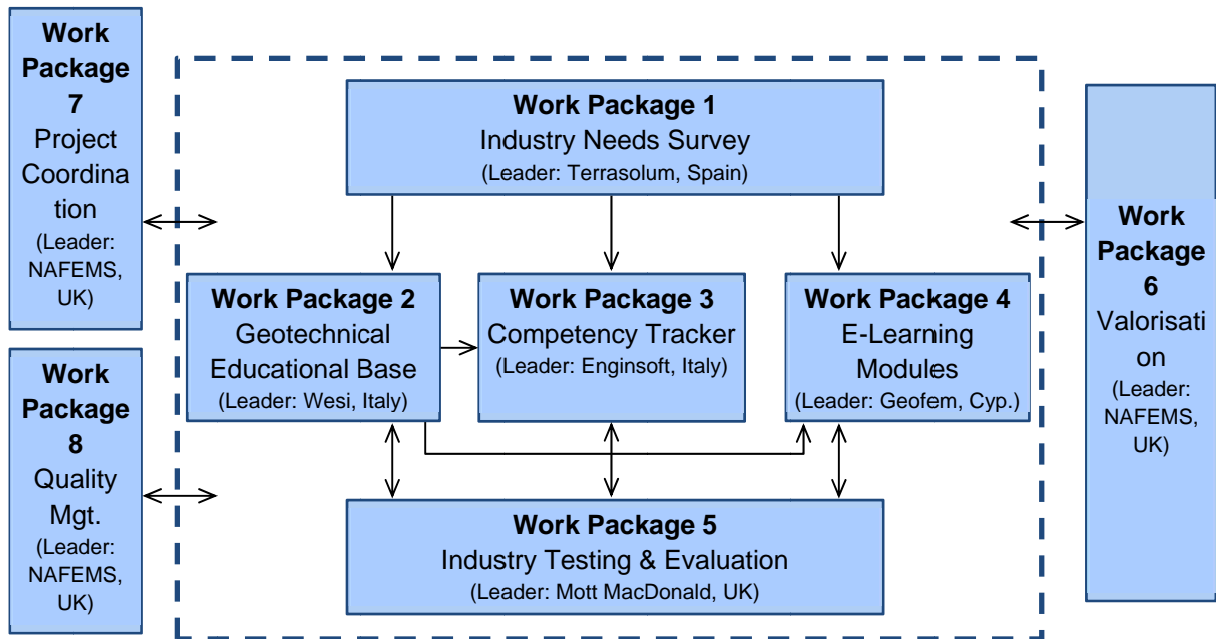 Work
Package
7
Project
Coordina
tion
(Leader:
NAFEMS,
UK)
Work
Package
8
Quality
Mgt.
(Leader:
NAFEMS,
UK)
Work Package 1
Industry Needs Survey
(Leader: Terrasolum, Spain)
Work Package 2
Geotechnical
Educational Base
(Leader: Wesi, Italy)
Work Package 3
Competency Tracker
(Leader: Enginsoft, Italy)
Work Package 4
E-Learning
Modules
(Leader: Geofem, Cyp.)
Work Package 5
Industry Testing & Evaluation
(Leader: Mott MacDonald, UK)
Work
Package
6
Valorisati
on
(Leader:
NAFEMS,
UK)